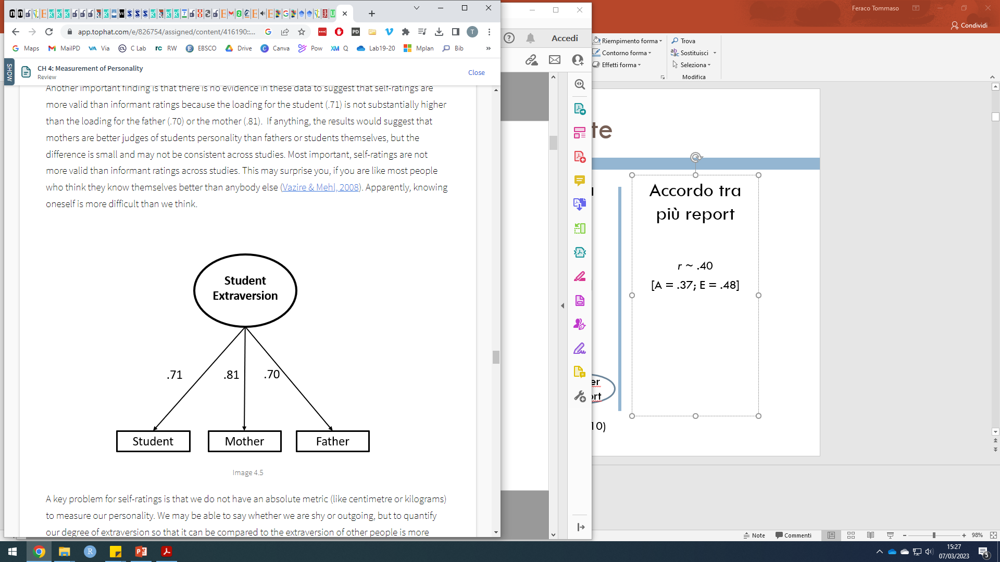 app.tophat.com/e/826754/assigned/content/416190::...
Maps
MailPD
Via
C Lab
RW
EBSCO
Drive
Canva
Pow
Q
Lab19-20
Mplan
Bib
»
SHOW
CH 4: Measurement of Personality
Review
Close
Another important finding is that there is no evidence in these data to suggest that self-ratings are
more valid than informant ratings because the loading for the student (.71) is not substantially higher
than the loading for the father (.70) or the mother (.81). If anything, the results would suggest that
mothers are better judges of students personality than fathers or students themselves, but the
difference is small and may not be consistent across studies. Most important, self-ratings are not
more valid than informant ratings across studies. This may surprise you, if you are like most people
who think they know themselves better than anybody else (Vazire & Mehl, 2008). Apparently, knowing
oneself is more difficult than we think.
Student
Extraversion
.71
.81
.70
Student
Mother
Father
Image 4.5
A key problem for self-ratings is that we do not have an absolute metric (like centimetre or kilograms)
to measure our personality. We may be able to say whether we are shy or outgoing, but to quantify
our degree of extraversion so that it can be compared to the extraversion of other people is more
Accedi
Feraco Tommaso
Condividi
Riempimento forma
Contorno forma
Effetti forma
Trova
Sostituisci
Seleziona
Modifica
te
Accordo tra
più report
r ~ .40
[A = .37; E = .48]
er
ort
10)
Note
Commenti
98%
15:27
07/03/2023
5